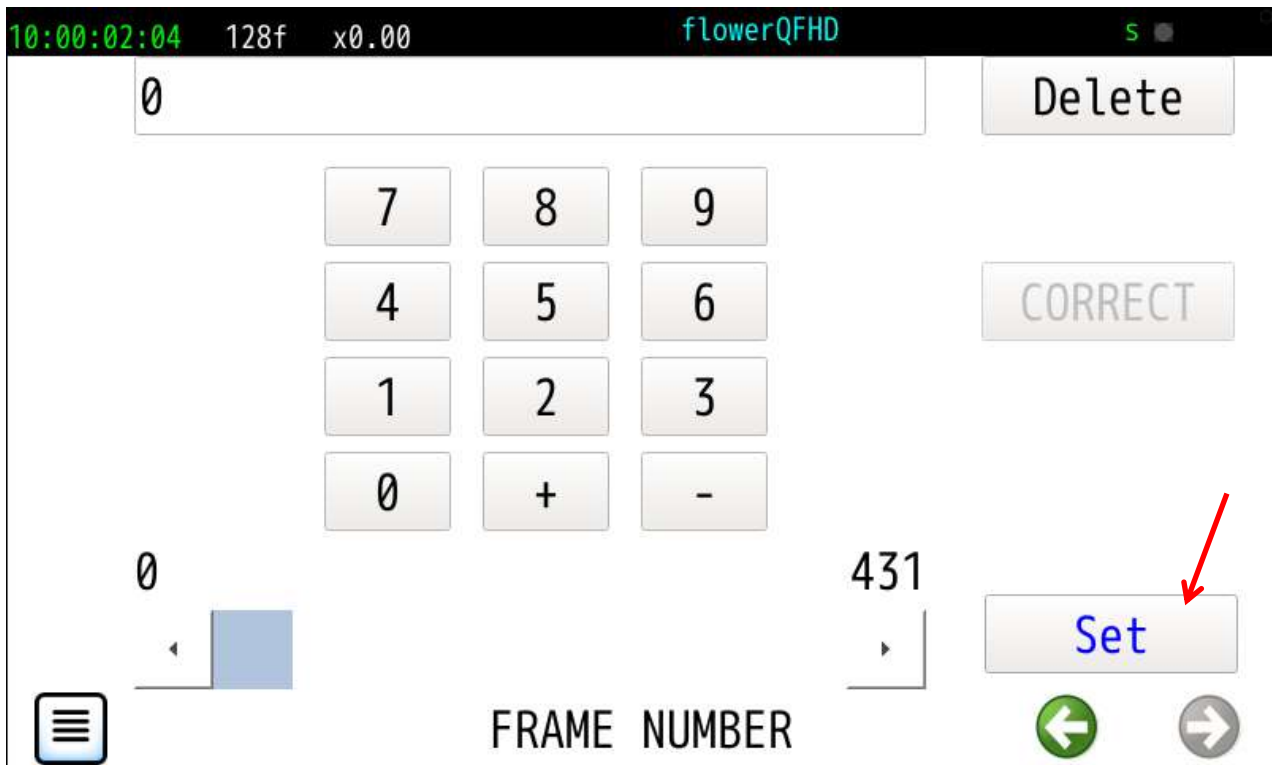 10:00:02:04 128f x0.00 flowerQFHD S
0 Delete
7 8 9
4 5 6 CORRECT
1 2 3
0 + -
0 431
Set
FRAME NUMBER